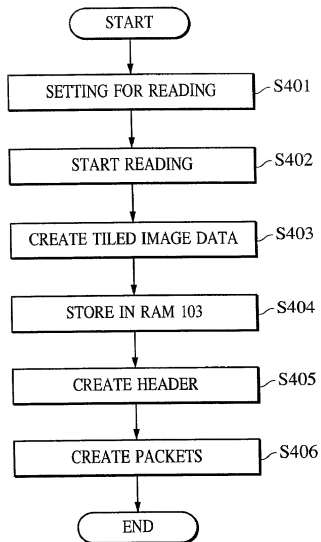 START
SETTING FOR READING S401
START READING S402
CREATE TILED IMAGE DATA S403
STORE IN RAM 103 S404
CREATE HEADER S405
CREATE PACKETS S406
END